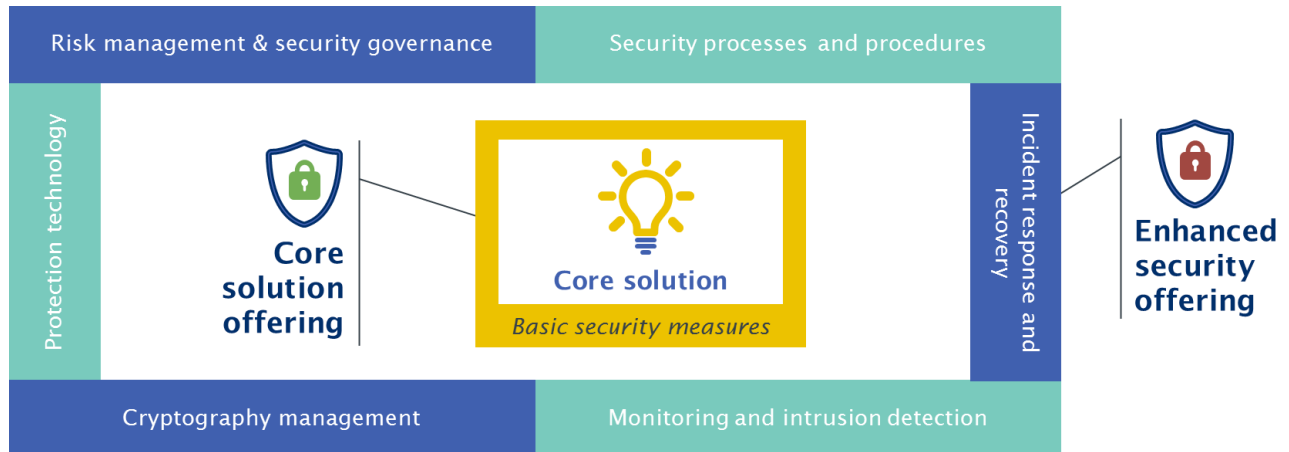 Risk management & security governance
Security processes and procedures
Protection technology
Core
solution
offering
Core solution
Basic security measures
Incident response and
recovery
Enhanced
security
offering
Cryptography management
Monitoring and intrusion detection